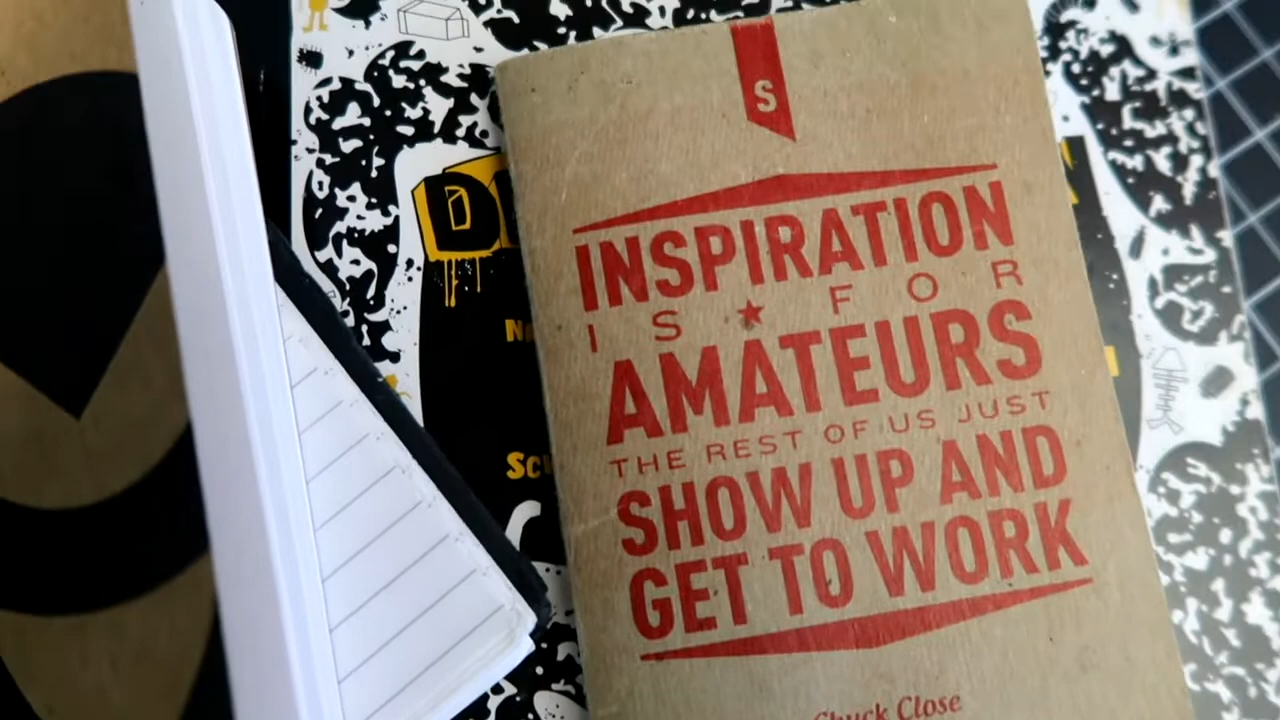 S
INSPIRATION
IS ★ FOR
AMATEURS
THE REST OF US JUST
SHOW UP AND
GET TO WORK
Chuck Close